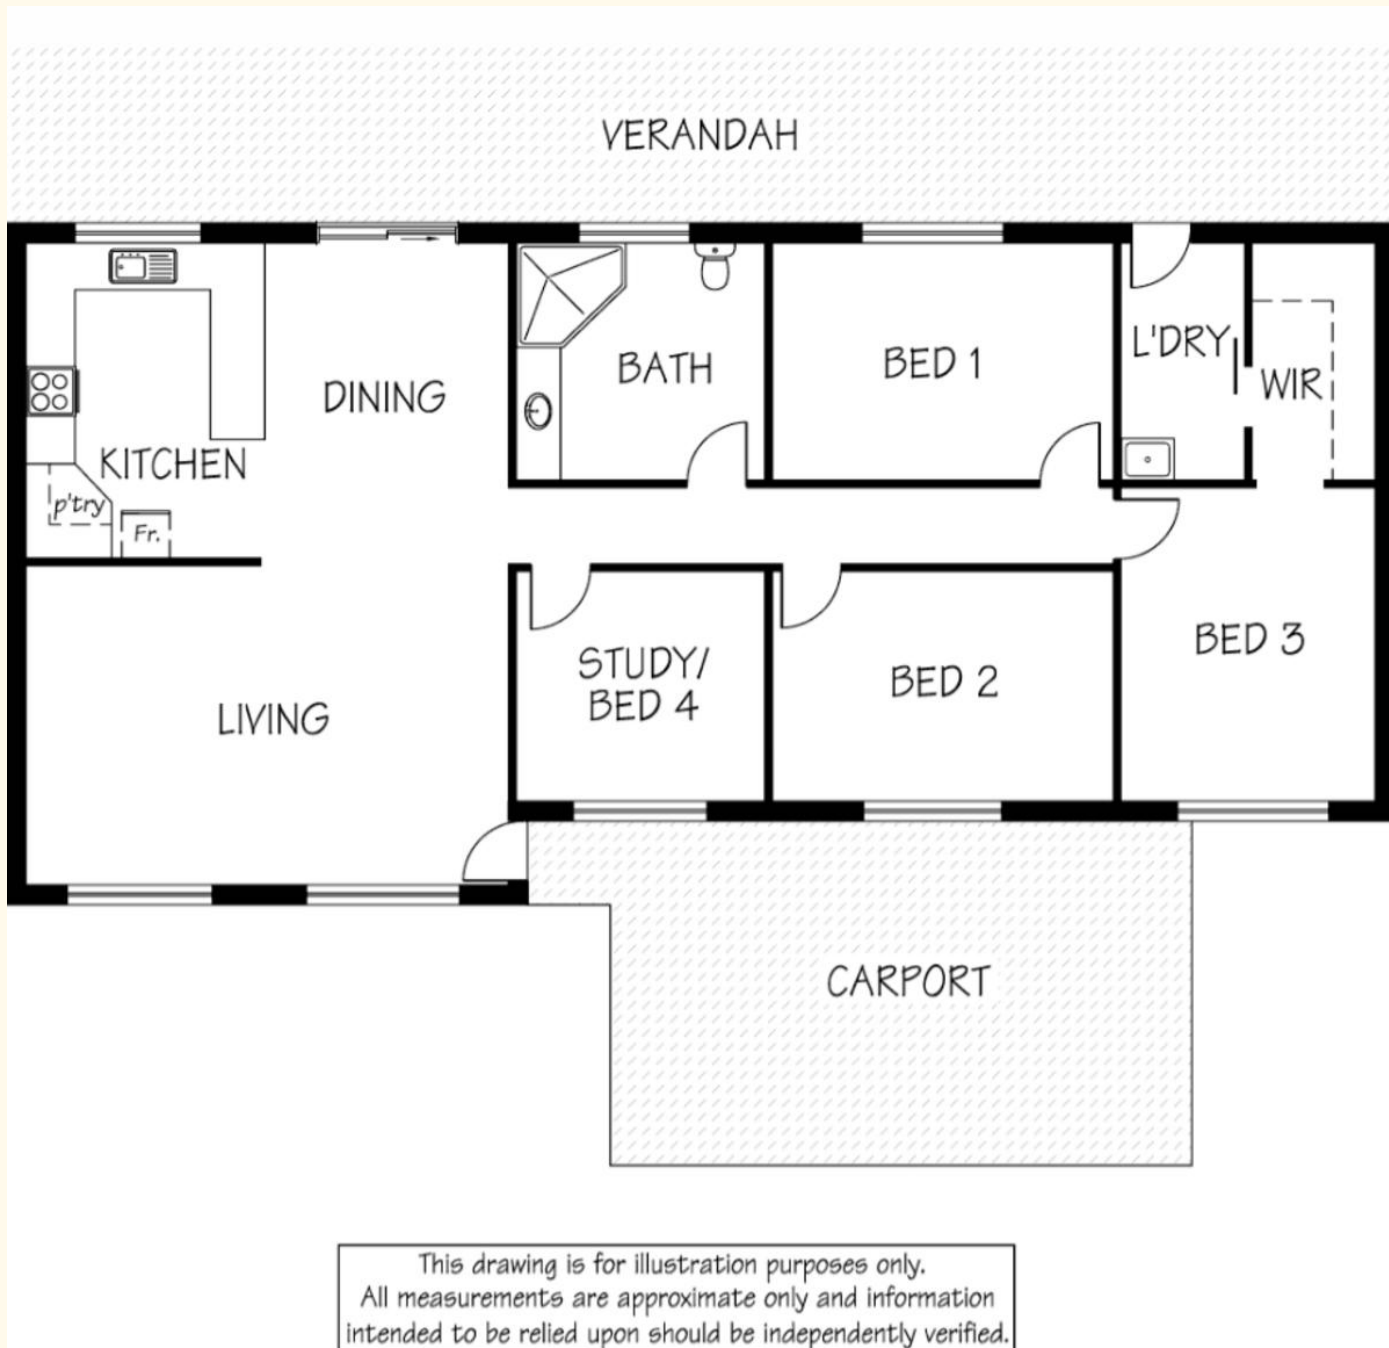 VERANDAH
L'DRY
BED 1
BATH
WIR
DINING
KITCHEN
p'try
Fr.
BED 3
STUDY/
BED 4
BED 2
LIVING
CARPORT
This drawing is for illustration purposes only.
All measurements are approximate only and information
intended to be relied upon should be independently verified.